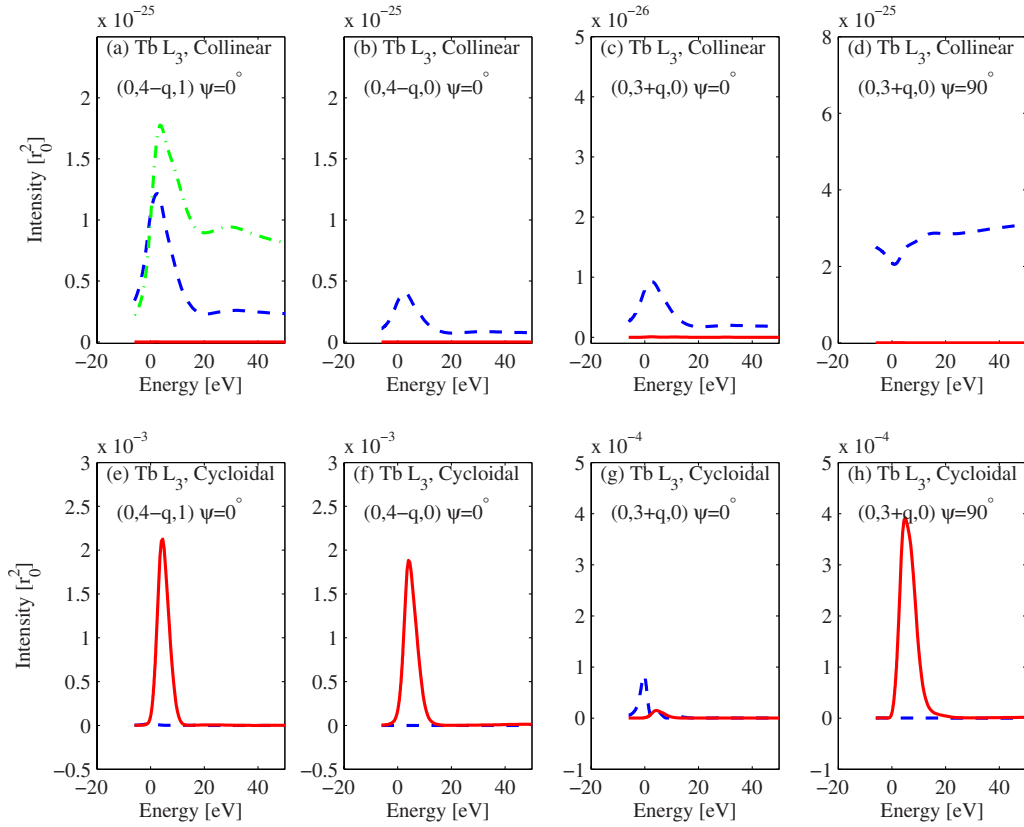 x 10⁻²⁵
x 10⁻²⁵
x 10⁻²⁶
x 10⁻²⁵
(a) Tb L₃, Collinear
(0,4−q,1) ψ=0°
2
1.5
1
0.5
0
−20 0 20 40
Energy [eV]
Intensity [r₀²]
(b) Tb L₃, Collinear
(0,4−q,0) ψ=0°
2
1.5
1
0.5
0
−20 0 20 40
Energy [eV]
(c) Tb L₃, Collinear
(0,3+q,0) ψ=0°
5
4
3
2
1
0
−20 0 20 40
Energy [eV]
(d) Tb L₃, Collinear
(0,3+q,0) ψ=90°
8
6
4
2
0
−20 0 20 40
Energy [eV]
x 10⁻³
x 10⁻³
x 10⁻⁴
x 10⁻⁴
(e) Tb L₃, Cycloidal
(0,4−q,1) ψ=0°
3
2.5
2
1.5
1
0.5
0
−0.5
−20 0 20 40
Energy [eV]
Intensity [r₀²]
(f) Tb L₃, Cycloidal
(0,4−q,0) ψ=0°
3
2.5
2
1.5
1
0.5
0
−0.5
−20 0 20 40
Energy [eV]
(g) Tb L₃, Cycloidal
(0,3+q,0) ψ=0°
5
4
3
2
1
0
−1
−20 0 20 40
Energy [eV]
(h) Tb L₃, Cycloidal
(0,3+q,0) ψ=90°
5
4
3
2
1
0
−1
−20 0 20 40
Energy [eV]